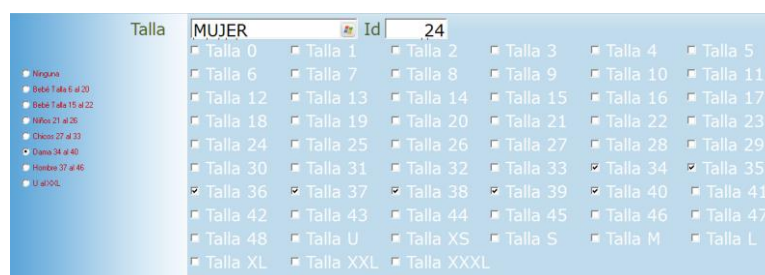 Talla MUJER Id 24
Talla 0 Talla 1 Talla 2 Talla 3 Talla 4 Talla 5
Ninguna
Talla 6 Talla 7 Talla 8 Talla 9 Talla 10 Talla 11
Bebé Talla 6 al 20
Bebé Talla 15 al 22
Talla 12 Talla 13 Talla 14 Talla 15 Talla 16 Talla 17
Niños 21 al 26
Talla 18 Talla 19 Talla 20 Talla 21 Talla 22 Talla 23
Chicos 27 al 33
Talla 24 Talla 25 Talla 26 Talla 27 Talla 28 Talla 29
Dama 34 al 40
Hombre 37 al 46
Talla 30 Talla 31 Talla 32 Talla 33 Talla 34 Talla 35
U al XXL
Talla 36 Talla 37 Talla 38 Talla 39 Talla 40 Talla 41
Talla 42 Talla 43 Talla 44 Talla 45 Talla 46 Talla 47
Talla 48 Talla U Talla XS Talla S Talla M Talla L
Talla XL Talla XXL Talla XXXL